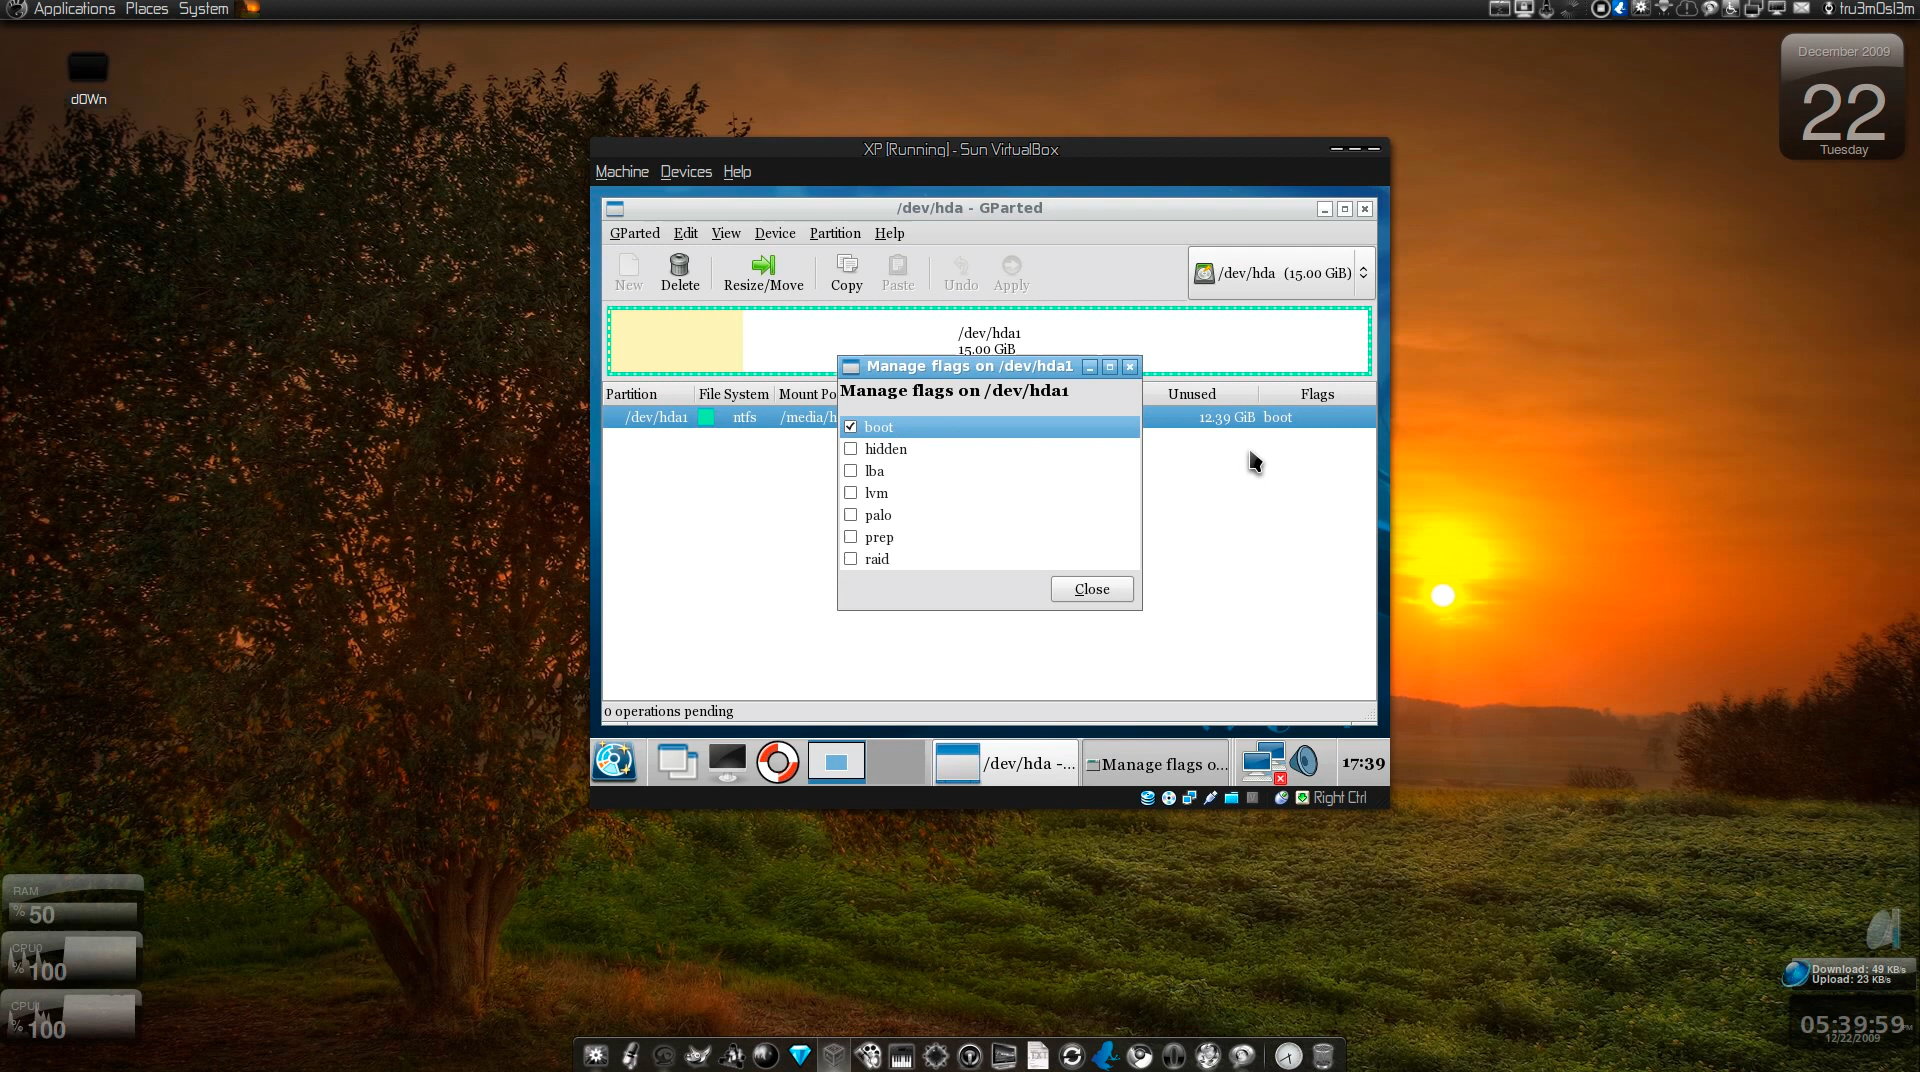 Applications Places System
tru3m0sl3m
d0Wn
December 2009
22
Tuesday
XP [Running] - Sun VirtualBox
Machine Devices Help
/dev/hda - GParted
GParted Edit View Device Partition Help
New Delete Resize/Move Copy Paste Undo Apply
/dev/hda (15.00 GiB)
/dev/hda1
15.00 GiB
Manage flags on /dev/hda1
Manage flags on /dev/hda1
Partition File System Mount Po Unused Flags
/dev/hda1 ntfs /media/h 12.39 GiB boot
boot
hidden
lba
lvm
palo
prep
raid
Close
0 operations pending
/dev/hda -... Manage flags o... 17:39
Right Ctrl
RAM
% 50
CPU0
% 100
CPU1
% 100
Download: 49 KB/s
Upload: 23 KB/s
05:39:59 PM
12/22/2009
TXT